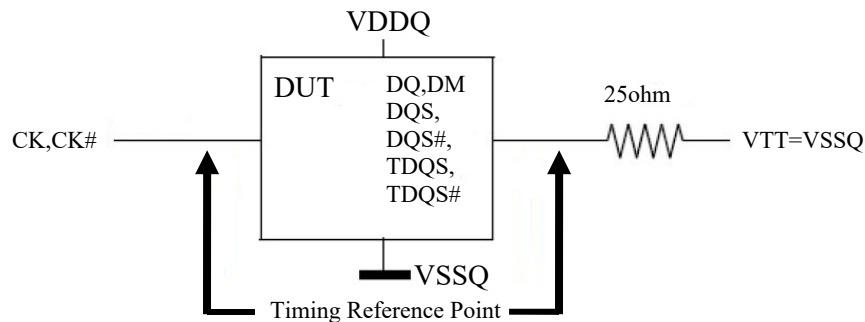 VDDQ
DUT
DQ,DM
DQS,
DQS#,
TDQS,
TDQS#
25ohm
CK,CK#
VTT=VSSQ
VSSQ
Timing Reference Point